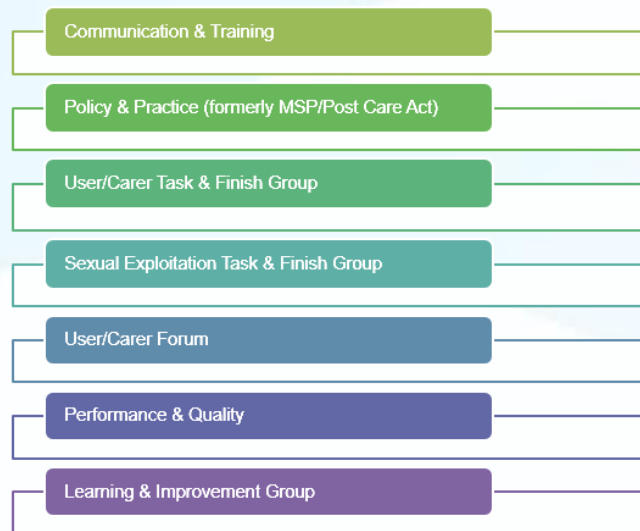 Communication & Training
Policy & Practice (formerly MSP/Post Care Act)
User/Carer Task & Finish Group
Sexual Exploitation Task & Finish Group
User/Carer Forum
Performance & Quality
Learning & Improvement Group